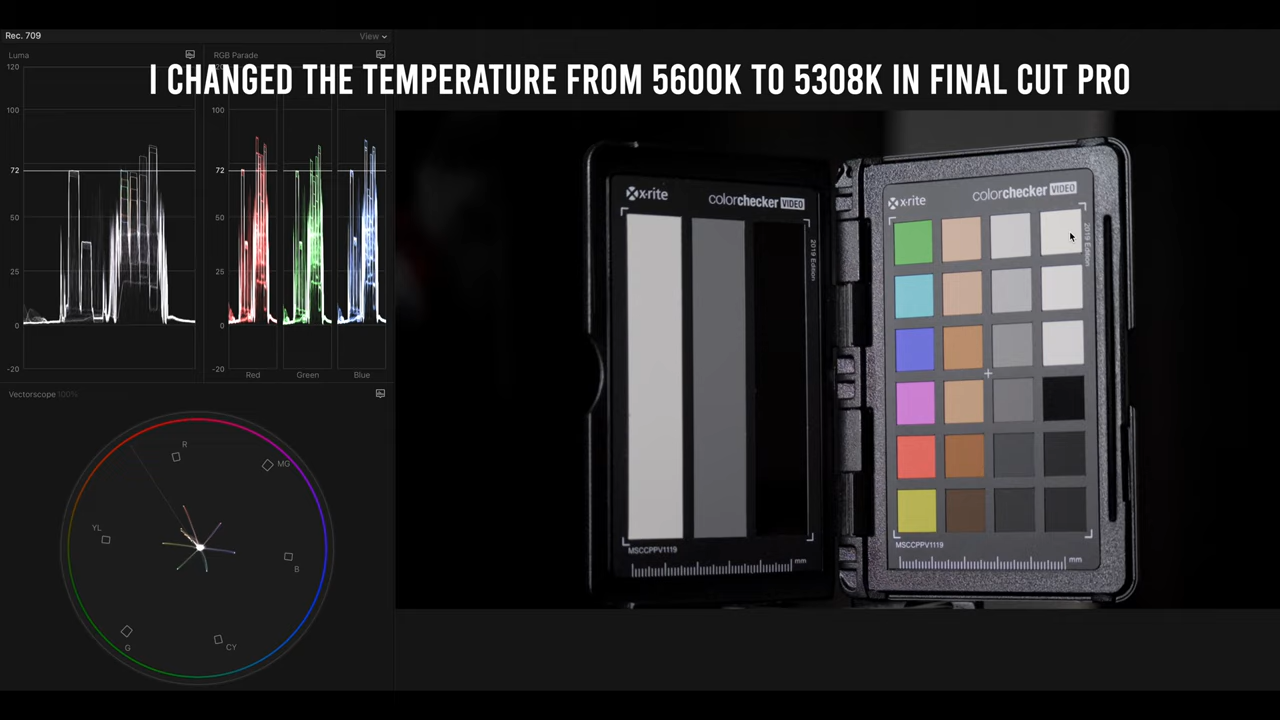 Rec. 709
View
Luma
RGB Parade
I CHANGED THE TEMPERATURE FROM 5600K TO 5308K IN FINAL CUT PRO
120
100
72
50
25
0
-20
120
100
72
50
25
0
-20
Red
Green
Blue
Vectorscope 100%
R
MG
YL
B
G
CY
x-rite
colorchecker VIDEO
2019 Edition
MSCCPPV1119
mm
x-rite
colorchecker VIDEO
2019 Edition
MSCCPPV1119
mm